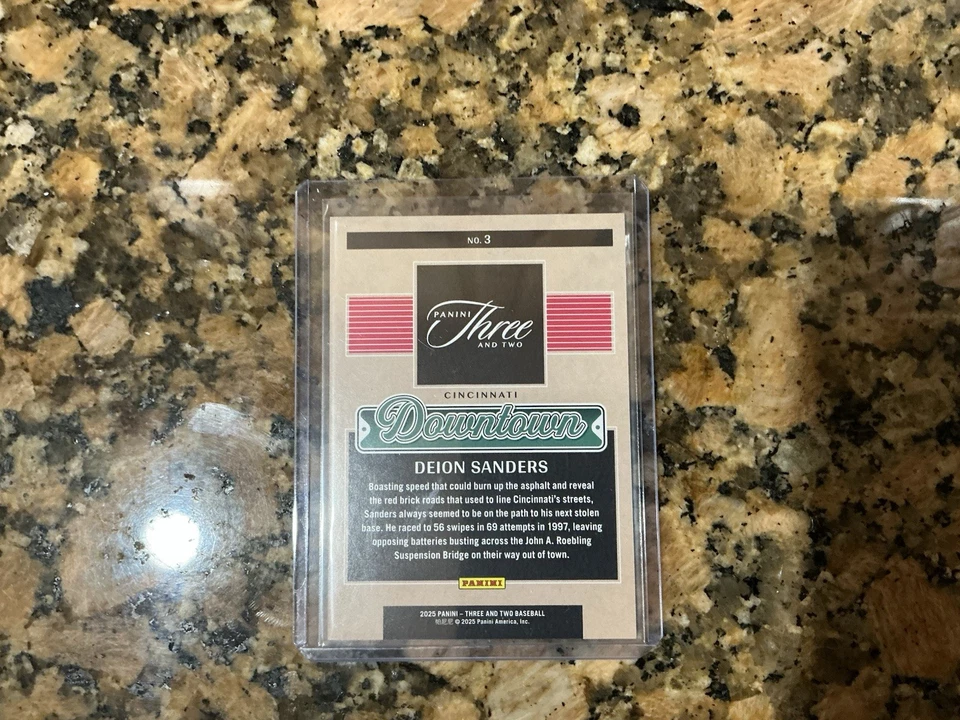 NO. 3
PANINI
Three
AND TWO
CINCINNATI
Downtown
DEION SANDERS
Boasting speed that could burn up the asphalt and reveal
the red brick roads that used to line Cincinnati's streets,
Sanders always seemed to be on the path to his next stolen
base. He raced to 56 swipes in 69 attempts in 1997, leaving
opposing batteries busting across the John A. Roebling
Suspension Bridge on their way out of town.
PANINI
2025 PANINI – THREE AND TWO BASEBALL
帕尼尼 © 2025 Panini America, Inc.